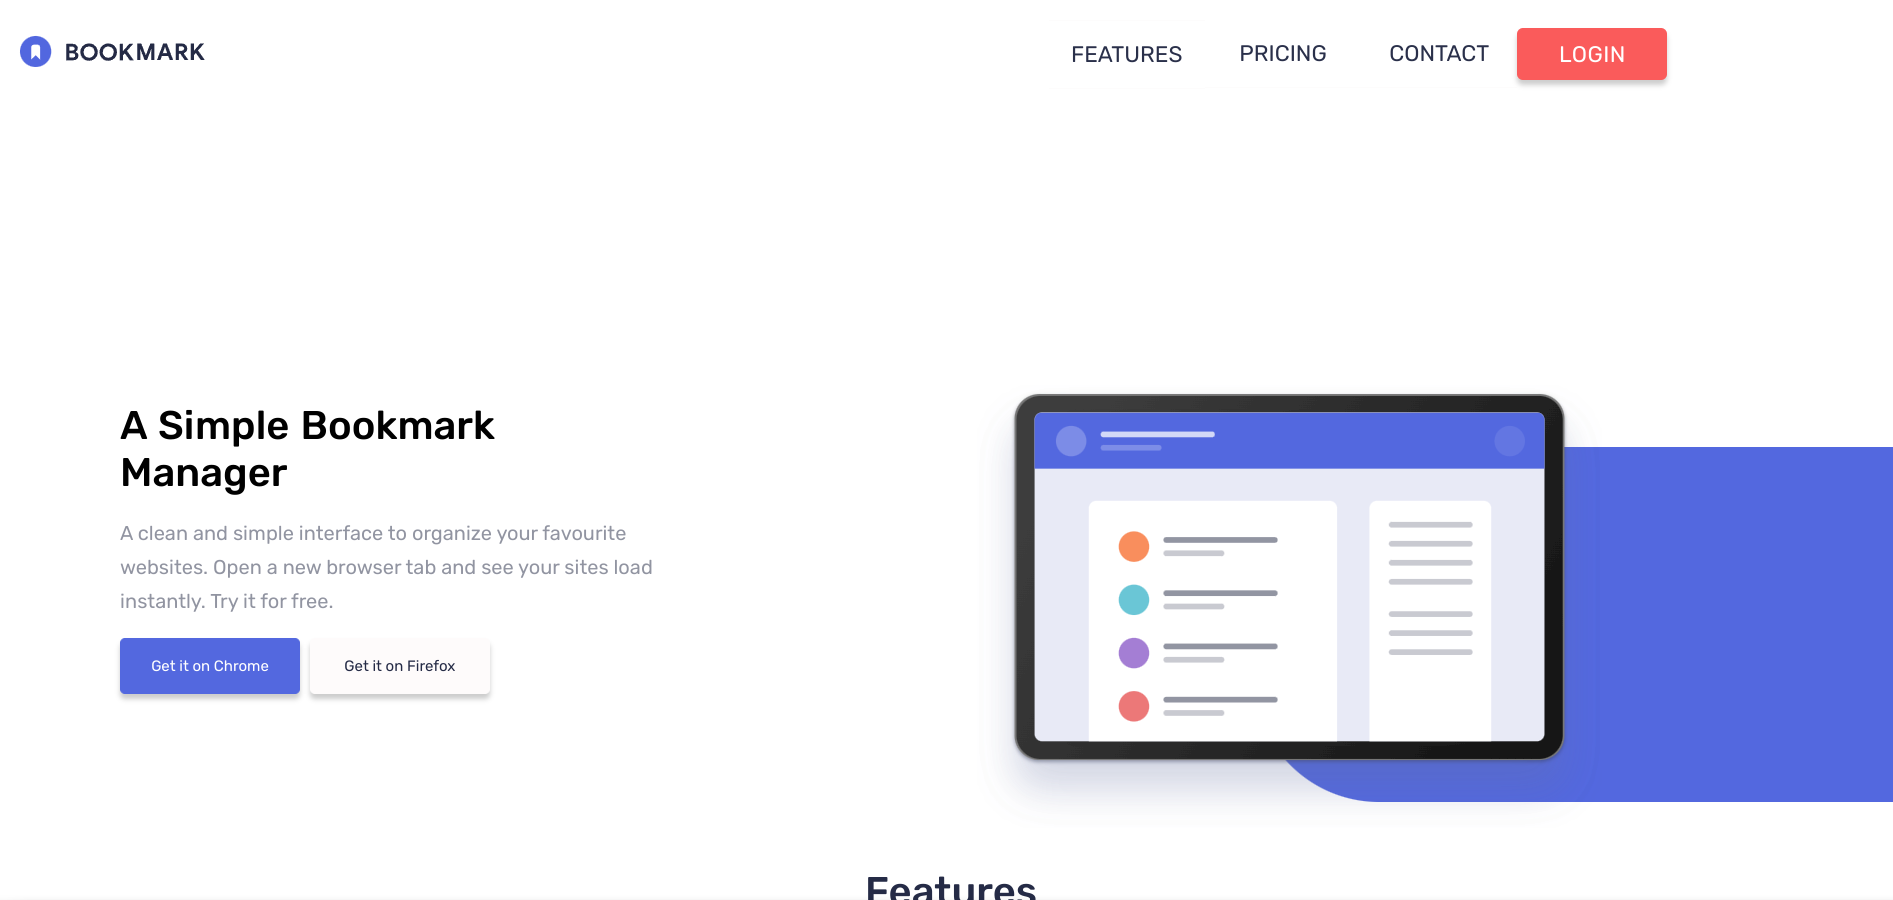 BOOKMARK
FEATURES PRICING CONTACT LOGIN
A Simple Bookmark
Manager
A clean and simple interface to organize your favourite
websites. Open a new browser tab and see your sites load
instantly. Try it for free.
Get it on Chrome Get it on Firefox
Features